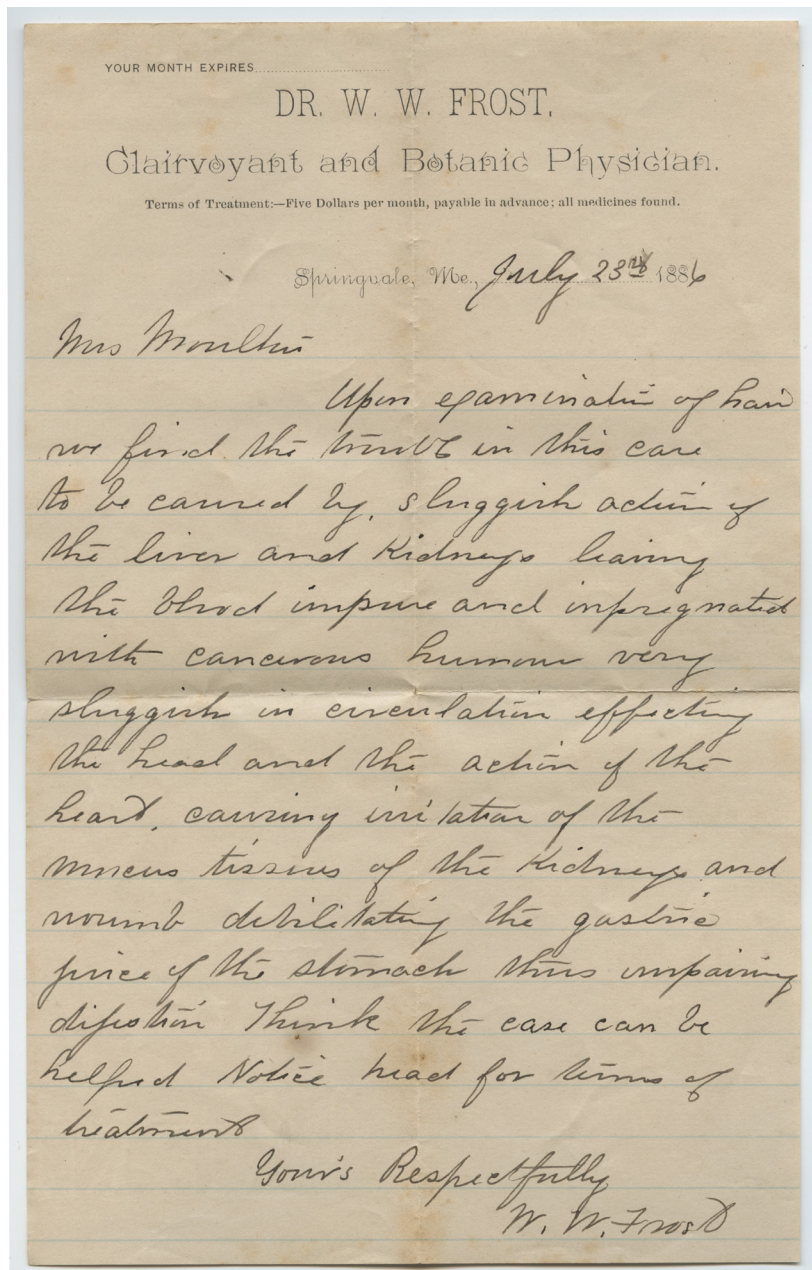 YOUR MONTH EXPIRES
DR. W. W. FROST,
Clairvoyant and Botanic Physician.
Terms of Treatment:—Five Dollars per month, payable in advance; all medicines found.
Springvale, Me., July 23rd 1886
Mrs Moulton
Upon examination of hair
we find the trouble in this case
to be caused by, sluggish action of
the liver and Kidneys leaving
the blood impure and inpregnated
with cancerous humour very
sluggish in circulation effecting
the head and the action of the
heart, causing irritation of the
mucus tissues of the Kidneys and
woumb debilitating the gastric
juice of the stomach thus impairing
digestion Think the case can be
helped Notice head for terms of
treatment
Your's Respectfully
W. W. Frost